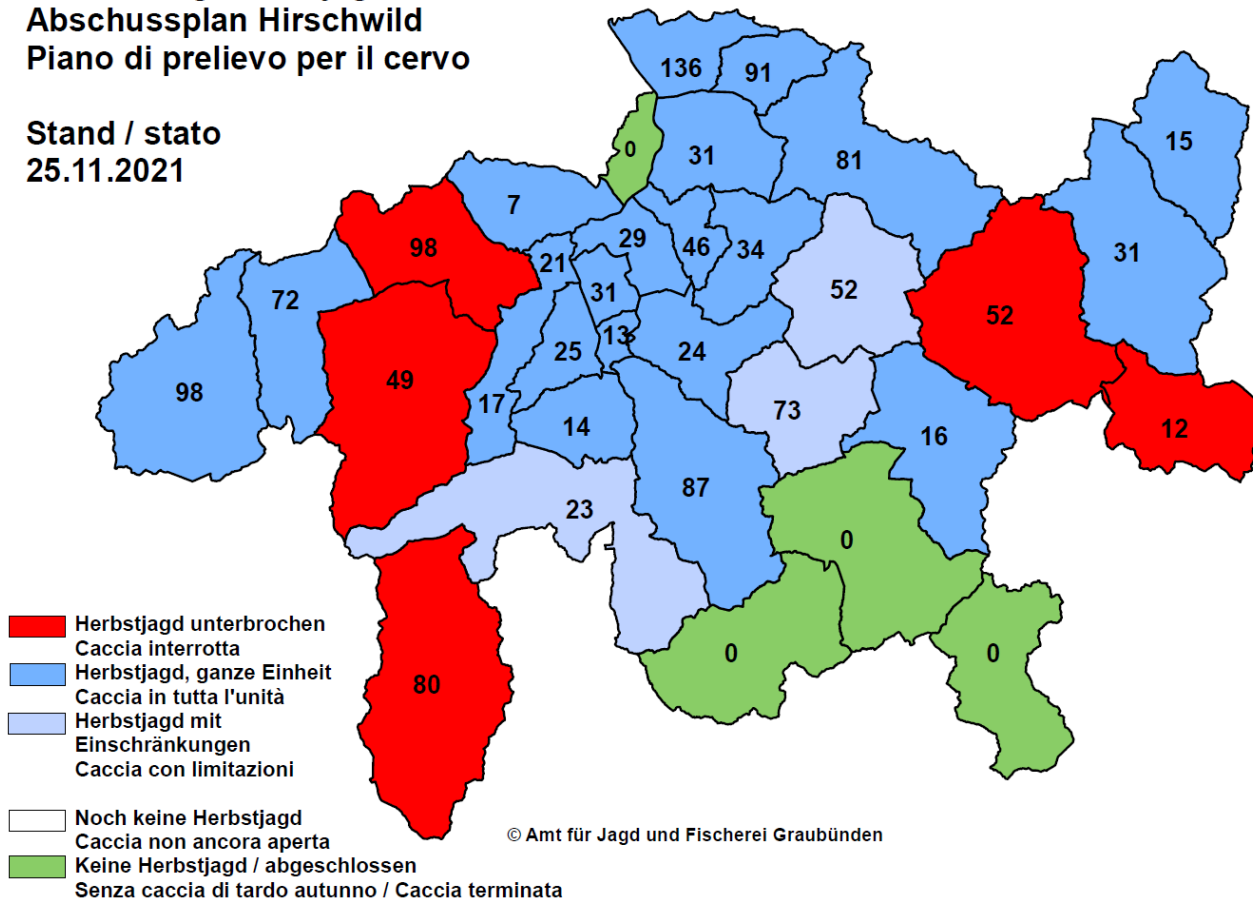 Abschussplan Hirschwild
Piano di prelievo per il cervo
Stand / stato
25.11.2021
136
91
0
31
81
15
7
98
29
46
34
21
31
72
31
52
52
13
25
24
98
49
17
14
73
16
12
87
23
0
0
0
80
Herbstjagd unterbrochen
Caccia interrotta
Herbstjagd, ganze Einheit
Caccia in tutta l'unità
Herbstjagd mit
Einschränkungen
Caccia con limitazioni
Noch keine Herbstjagd
Caccia non ancora aperta
Keine Herbstjagd / abgeschlossen
Senza caccia di tardo autunno / Caccia terminata
© Amt für Jagd und Fischerei Graubünden